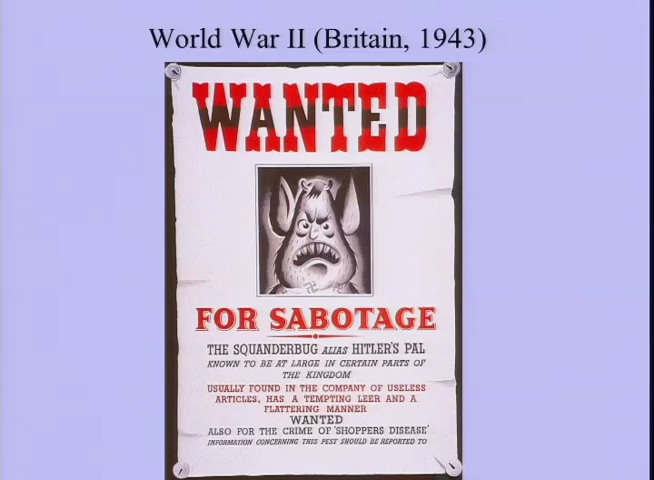 World War II (Britain, 1943)
WANTED
FOR SABOTAGE
THE SQUANDERBUG ALIAS HITLER'S PAL
KNOWN TO BE AT LARGE IN CERTAIN PARTS OF
THE KINGDOM
USUALLY FOUND IN THE COMPANY OF USELESS
ARTICLES, HAS A TEMPTING LEER AND A
FLATTERING MANNER
WANTED
ALSO FOR THE CRIME OF 'SHOPPERS DISEASE'
INFORMATION CONCERNING THIS PEST SHOULD BE REPORTED TO